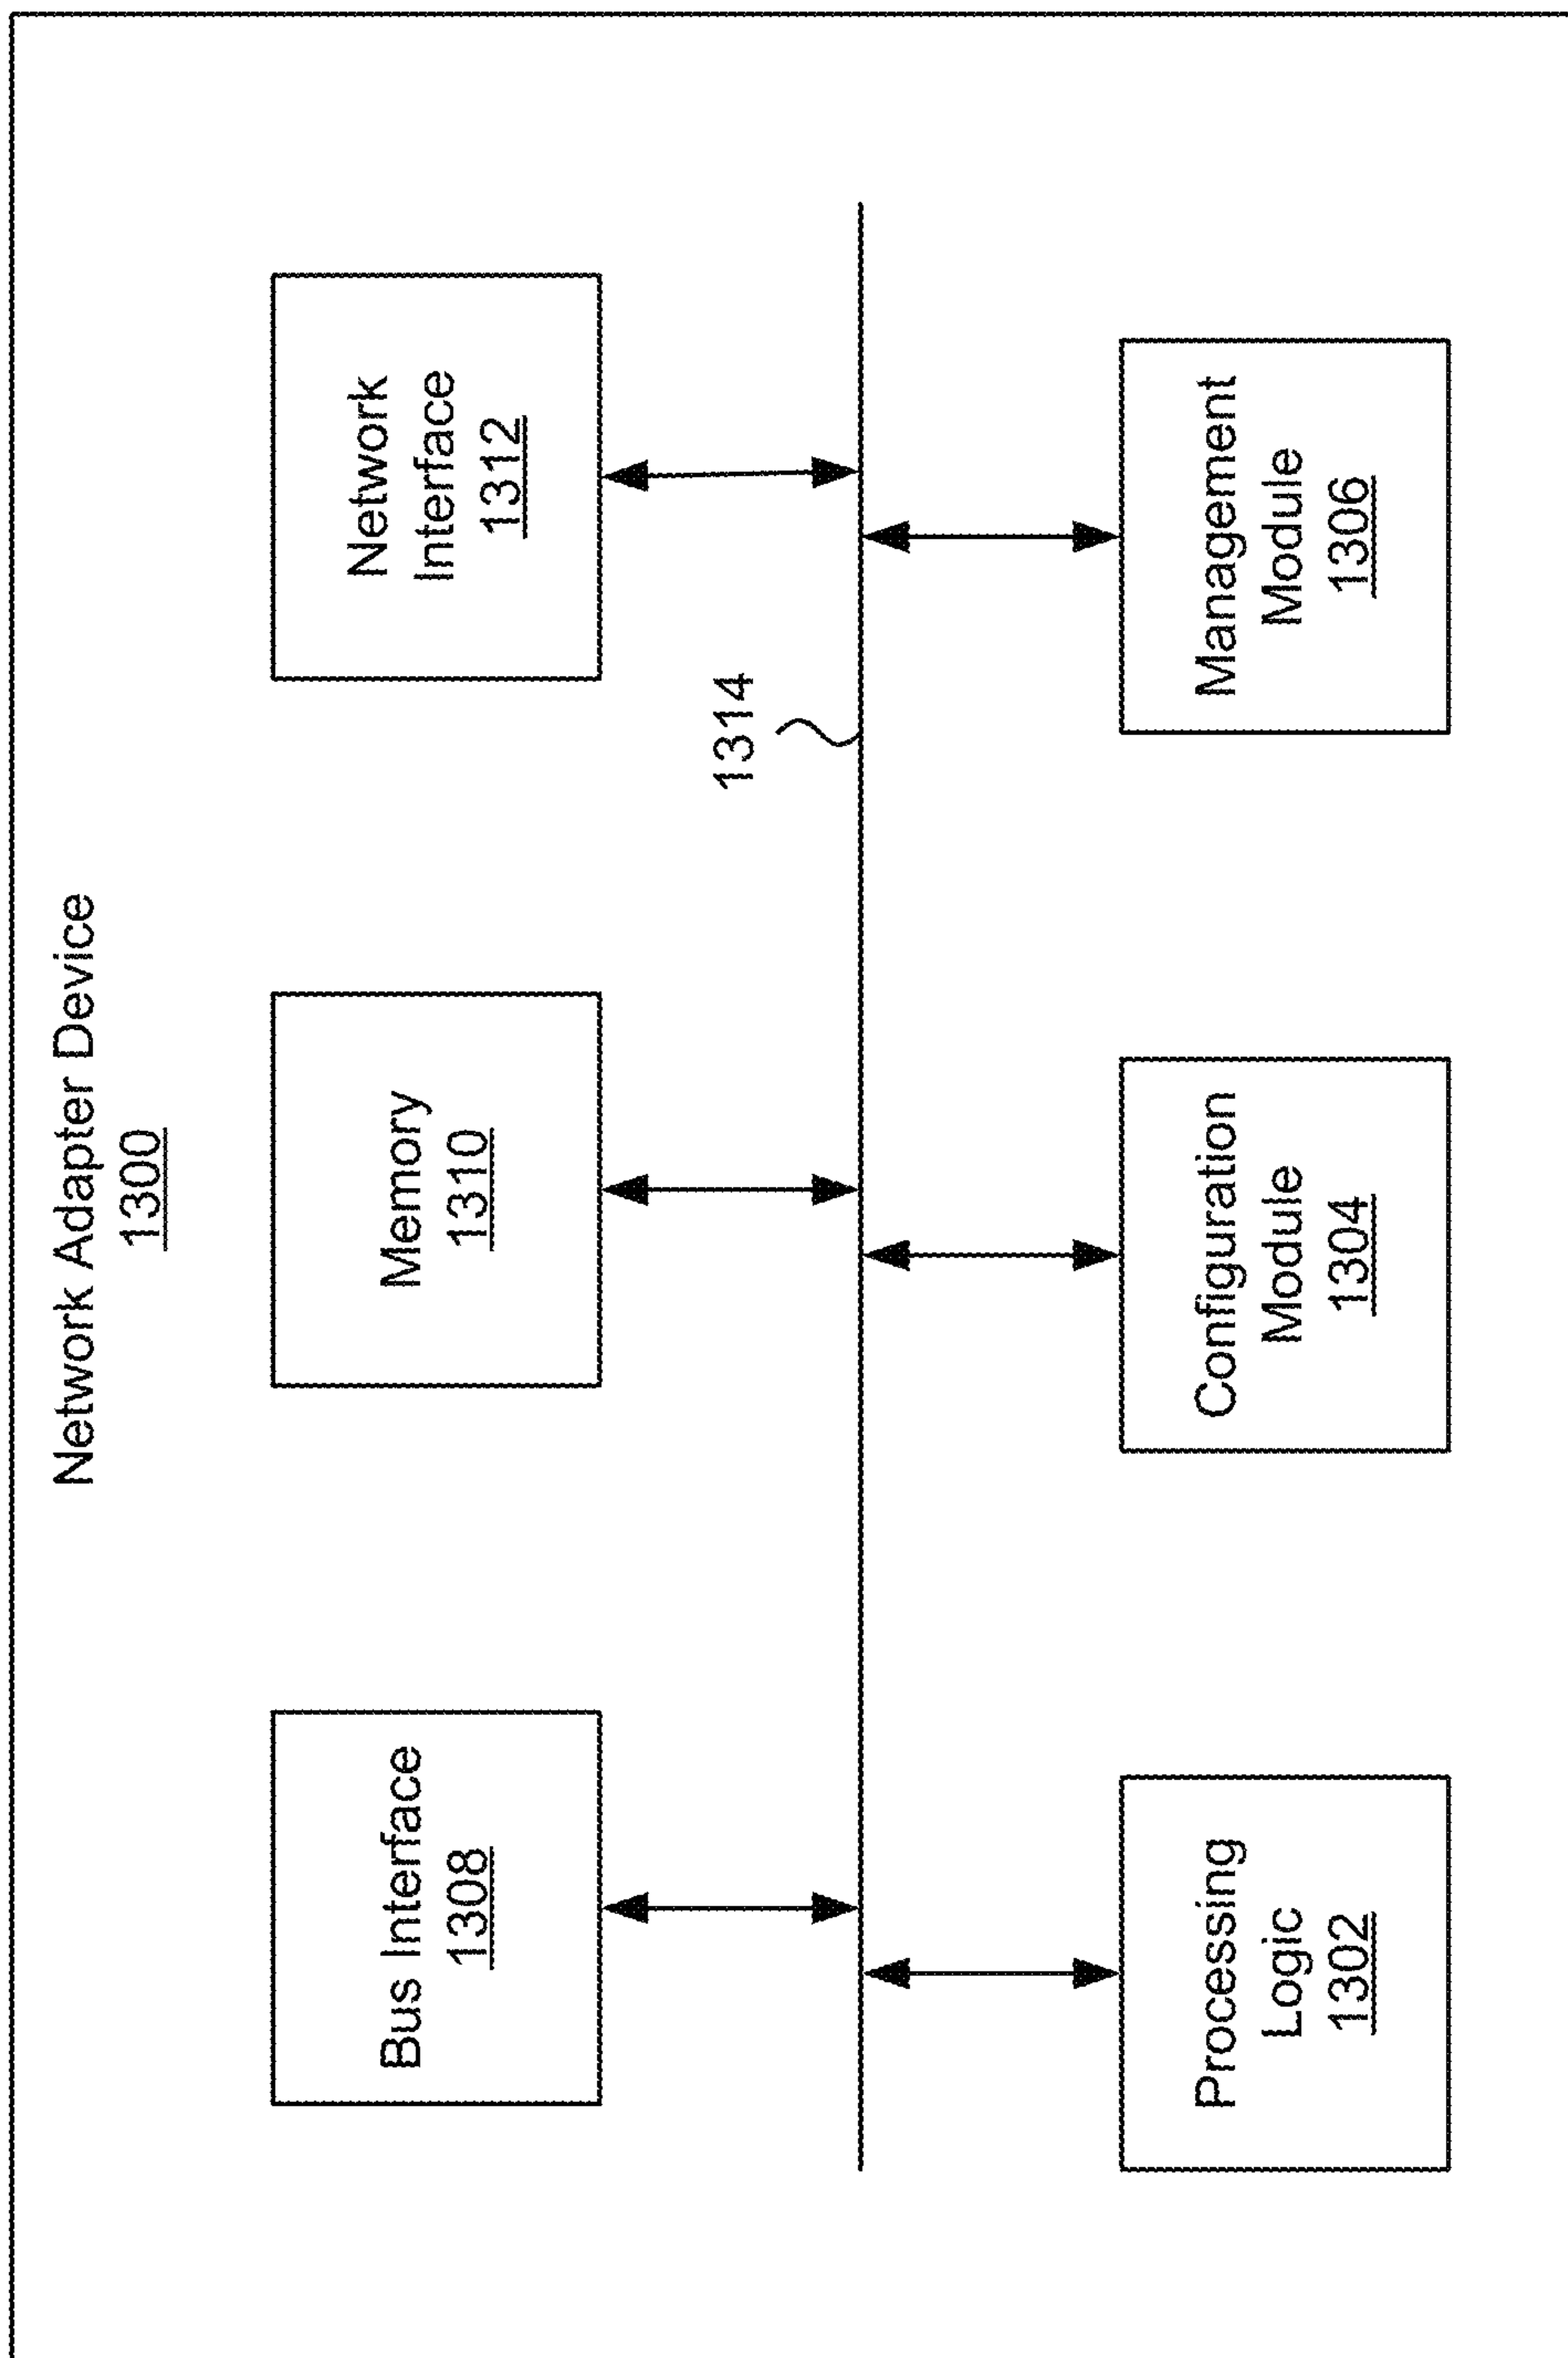 Network Adapter Device
1300
Bus Interface
1308
Memory
1310
Network
Interface
1312
1314
Processing
Logic
1302
Configuration
Module
1304
Management
Module
1306